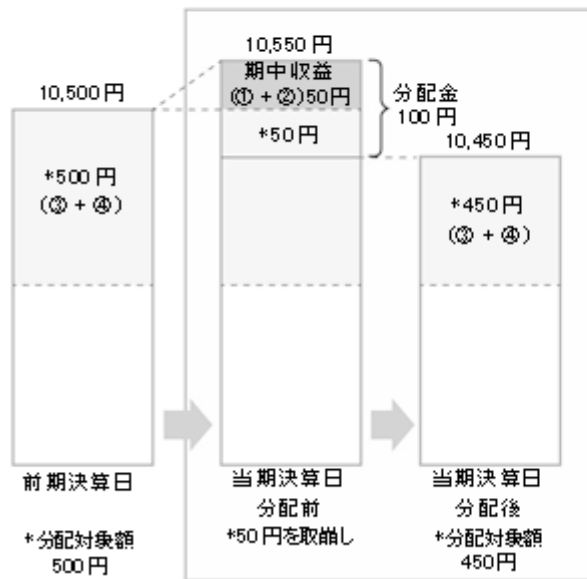 10,500円
*500円
(③+④)
前期決算日
*分配対象額
500円
10,550円
期中収益
(①+②)50円
*50円
分配金
100円
当期決算日
分配前
*50円を取崩し
10,450円
*450円
(③+④)
当期決算日
分配後
*分配対象額
450円